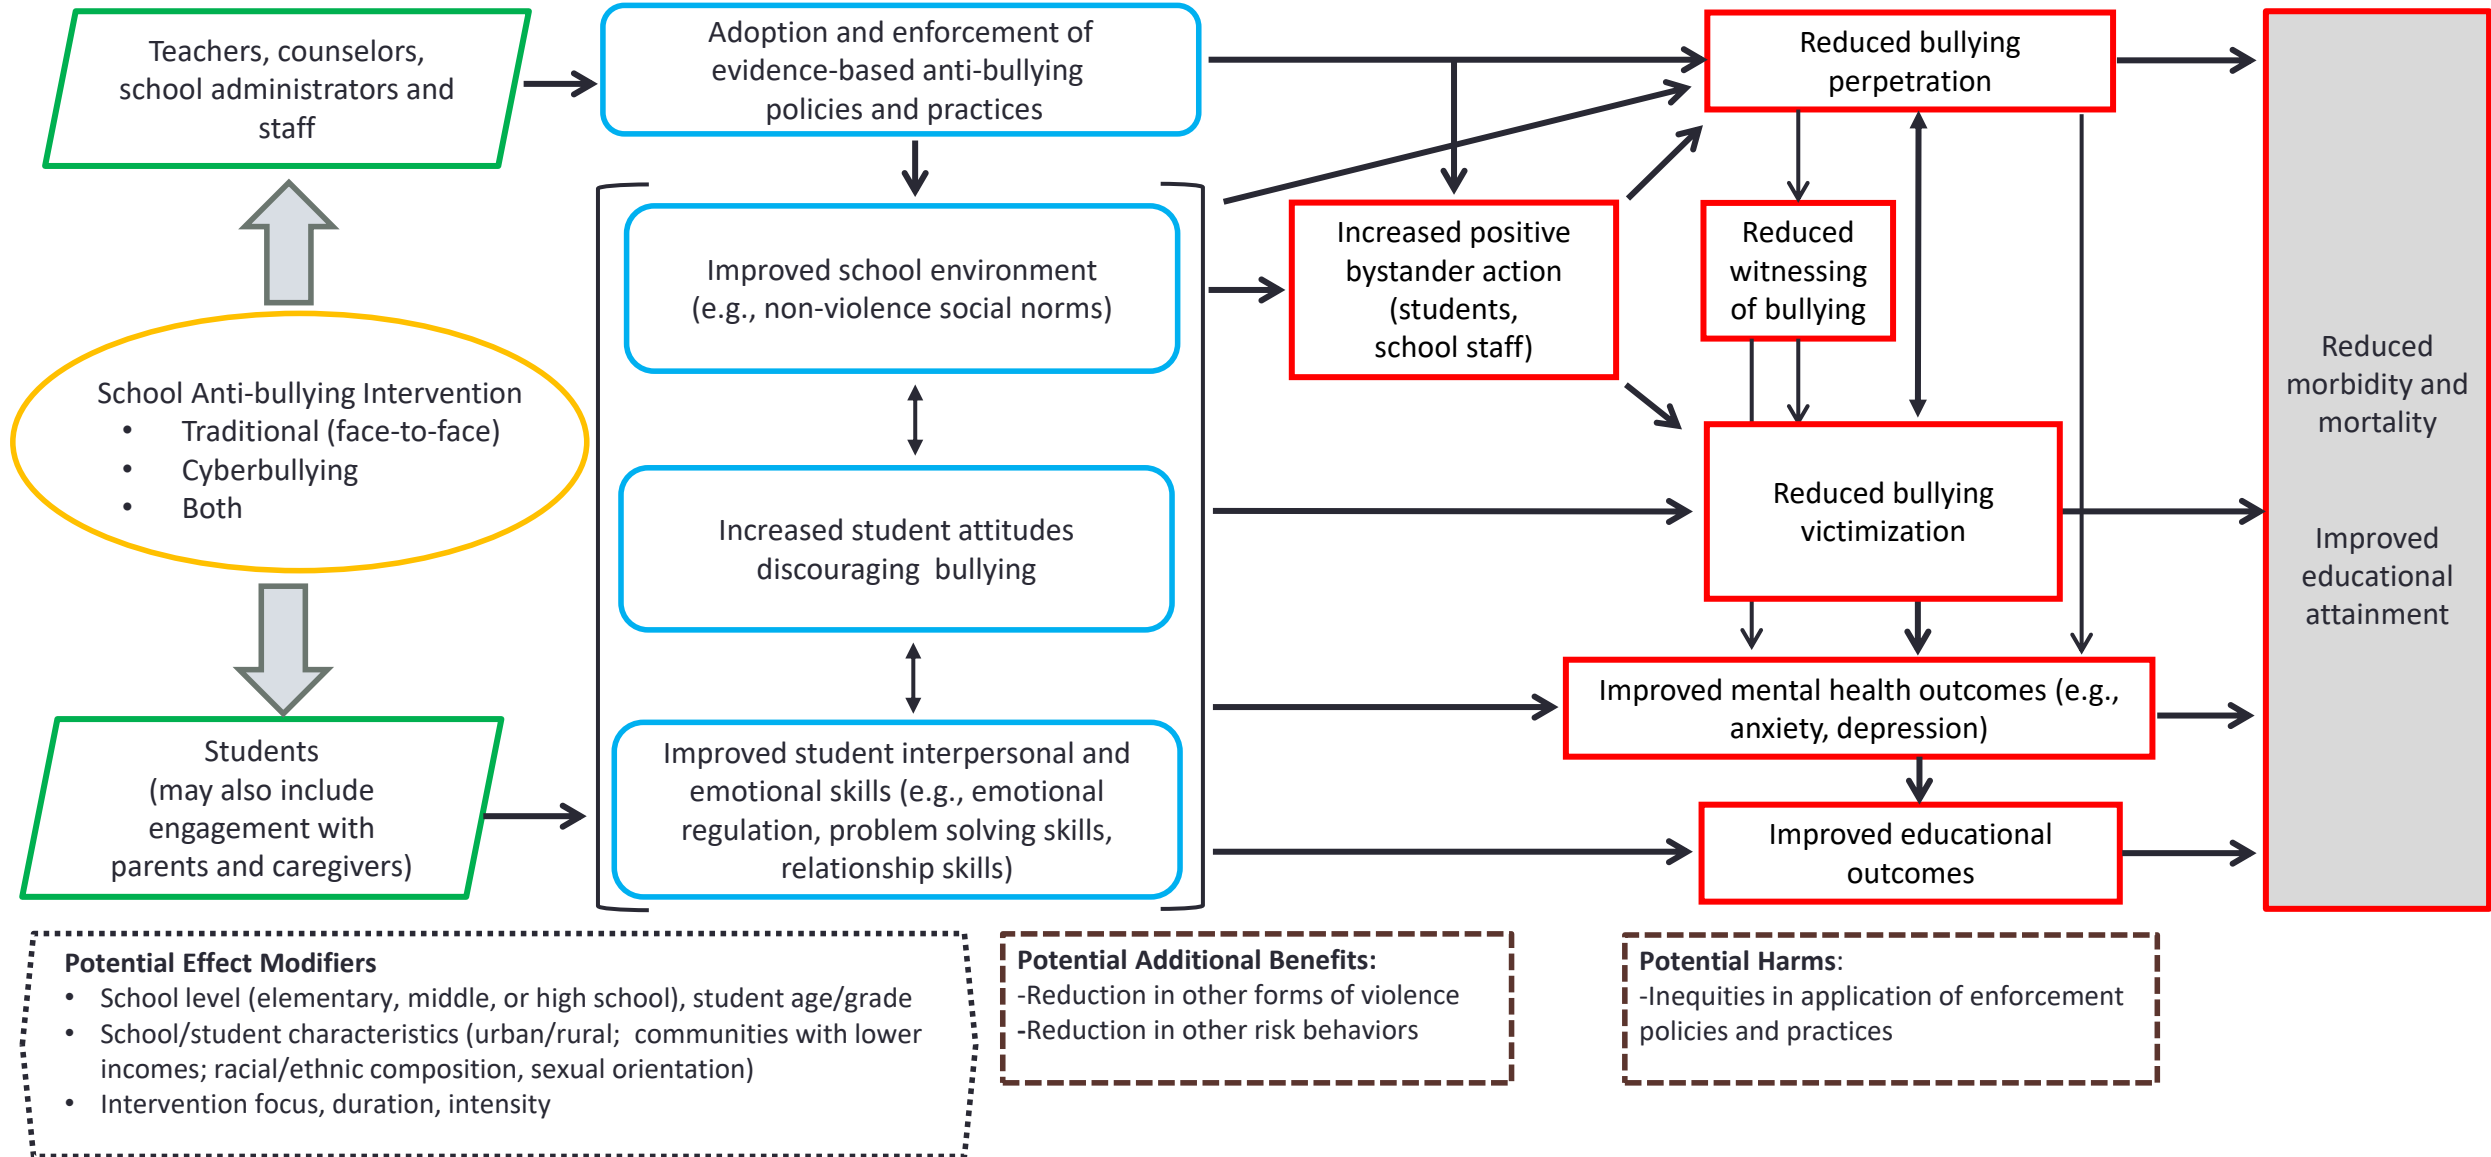 Teachers, counselors,
school administrators and
staff
Adoption and enforcement of
evidence-based anti-bullying
policies and practices
Reduced bullying
perpetration
Improved school environment
(e.g., non-violence social norms)
Increased positive
bystander action
(students,
school staff)
Reduced
witnessing
of bullying
School Anti-bullying Intervention
• Traditional (face-to-face)
• Cyberbullying
• Both
Reduced
morbidity and
mortality
Improved
educational
attainment
Increased student attitudes
discouraging  bullying
Reduced bullying
victimization
Students
(may also include
engagement with
parents and caregivers)
Improved student interpersonal and
emotional skills (e.g., emotional
regulation, problem solving skills,
relationship skills)
Improved mental health outcomes (e.g.,
anxiety, depression)
Improved educational
outcomes
Potential Effect Modifiers
• School level (elementary, middle, or high school), student age/grade
• School/student characteristics (urban/rural;  communities with lower
incomes; racial/ethnic composition, sexual orientation)
• Intervention focus, duration, intensity
Potential Additional Benefits:
-Reduction in other forms of violence
-Reduction in other risk behaviors
Potential Harms:
-Inequities in application of enforcement
policies and practices